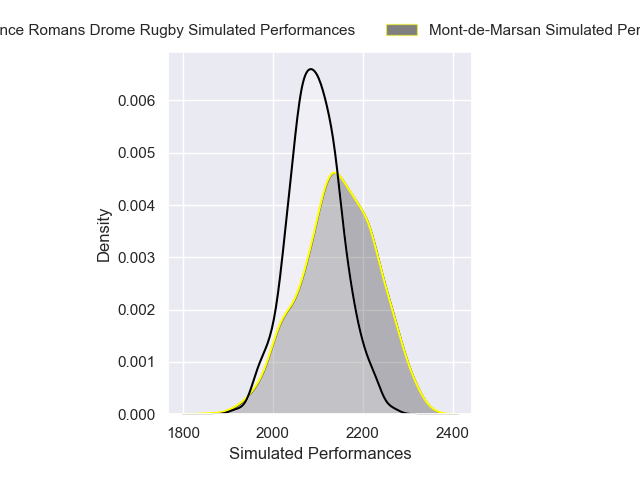 nce Romans Drome Rugby Simulated Performances
Mont-de-Marsan Simulated Per
0.006
0.005
0.004
0.003
0.002
0.001
0.000
Density
1800 2000 2200 2400
Simulated Performances